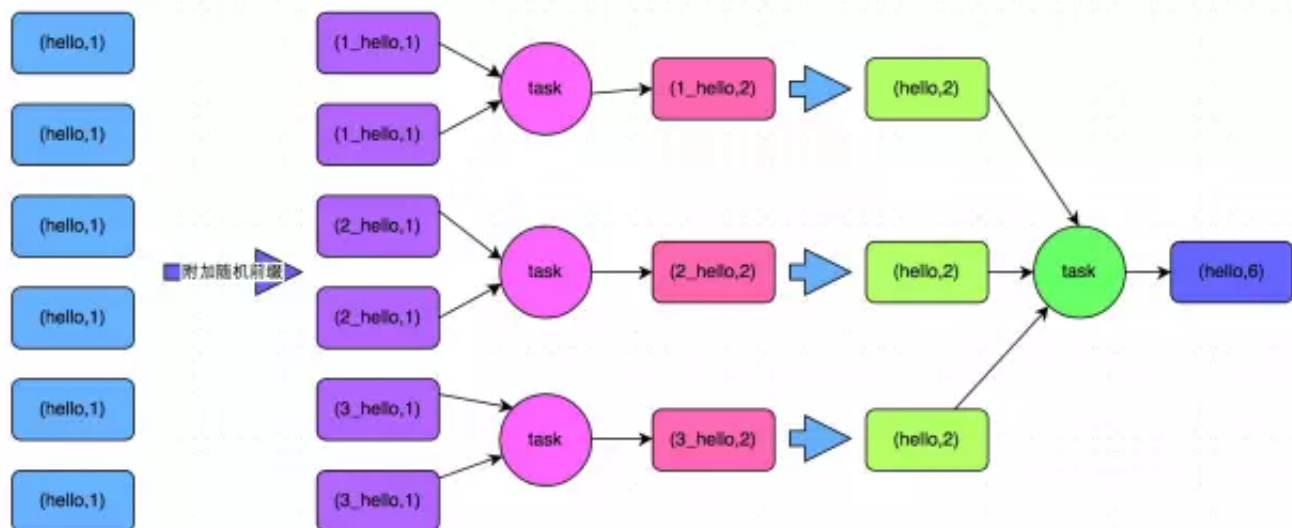 (hello,1)
(hello,1)
(hello,1)
(hello,1)
(hello,1)
(hello,1)
附加随机前缀
(1_hello,1)
(1_hello,1)
(2_hello,1)
(2_hello,1)
(3_hello,1)
(3_hello,1)
task
task
task
(1_hello,2)
(2_hello,2)
(3_hello,2)
(hello,2)
(hello,2)
(hello,2)
task
(hello,6)